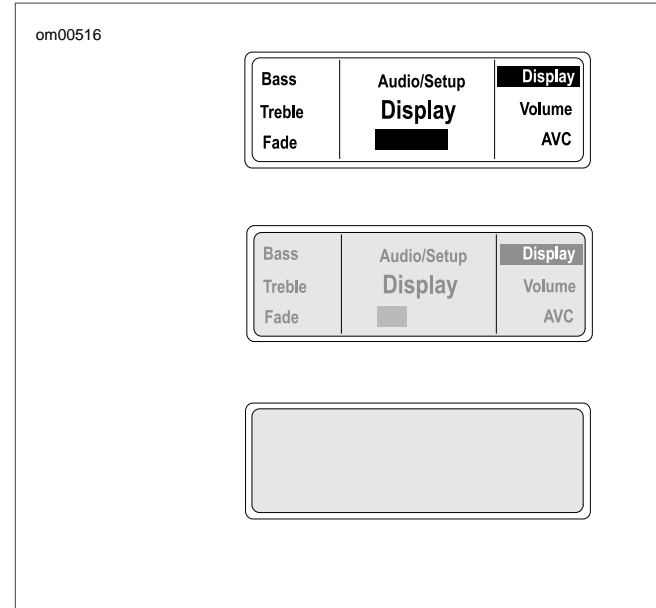 om00516
Bass
Treble
Fade
Audio/Setup
Display
Display
Volume
AVC
Bass
Treble
Fade
Audio/Setup
Display
Display
Volume
AVC